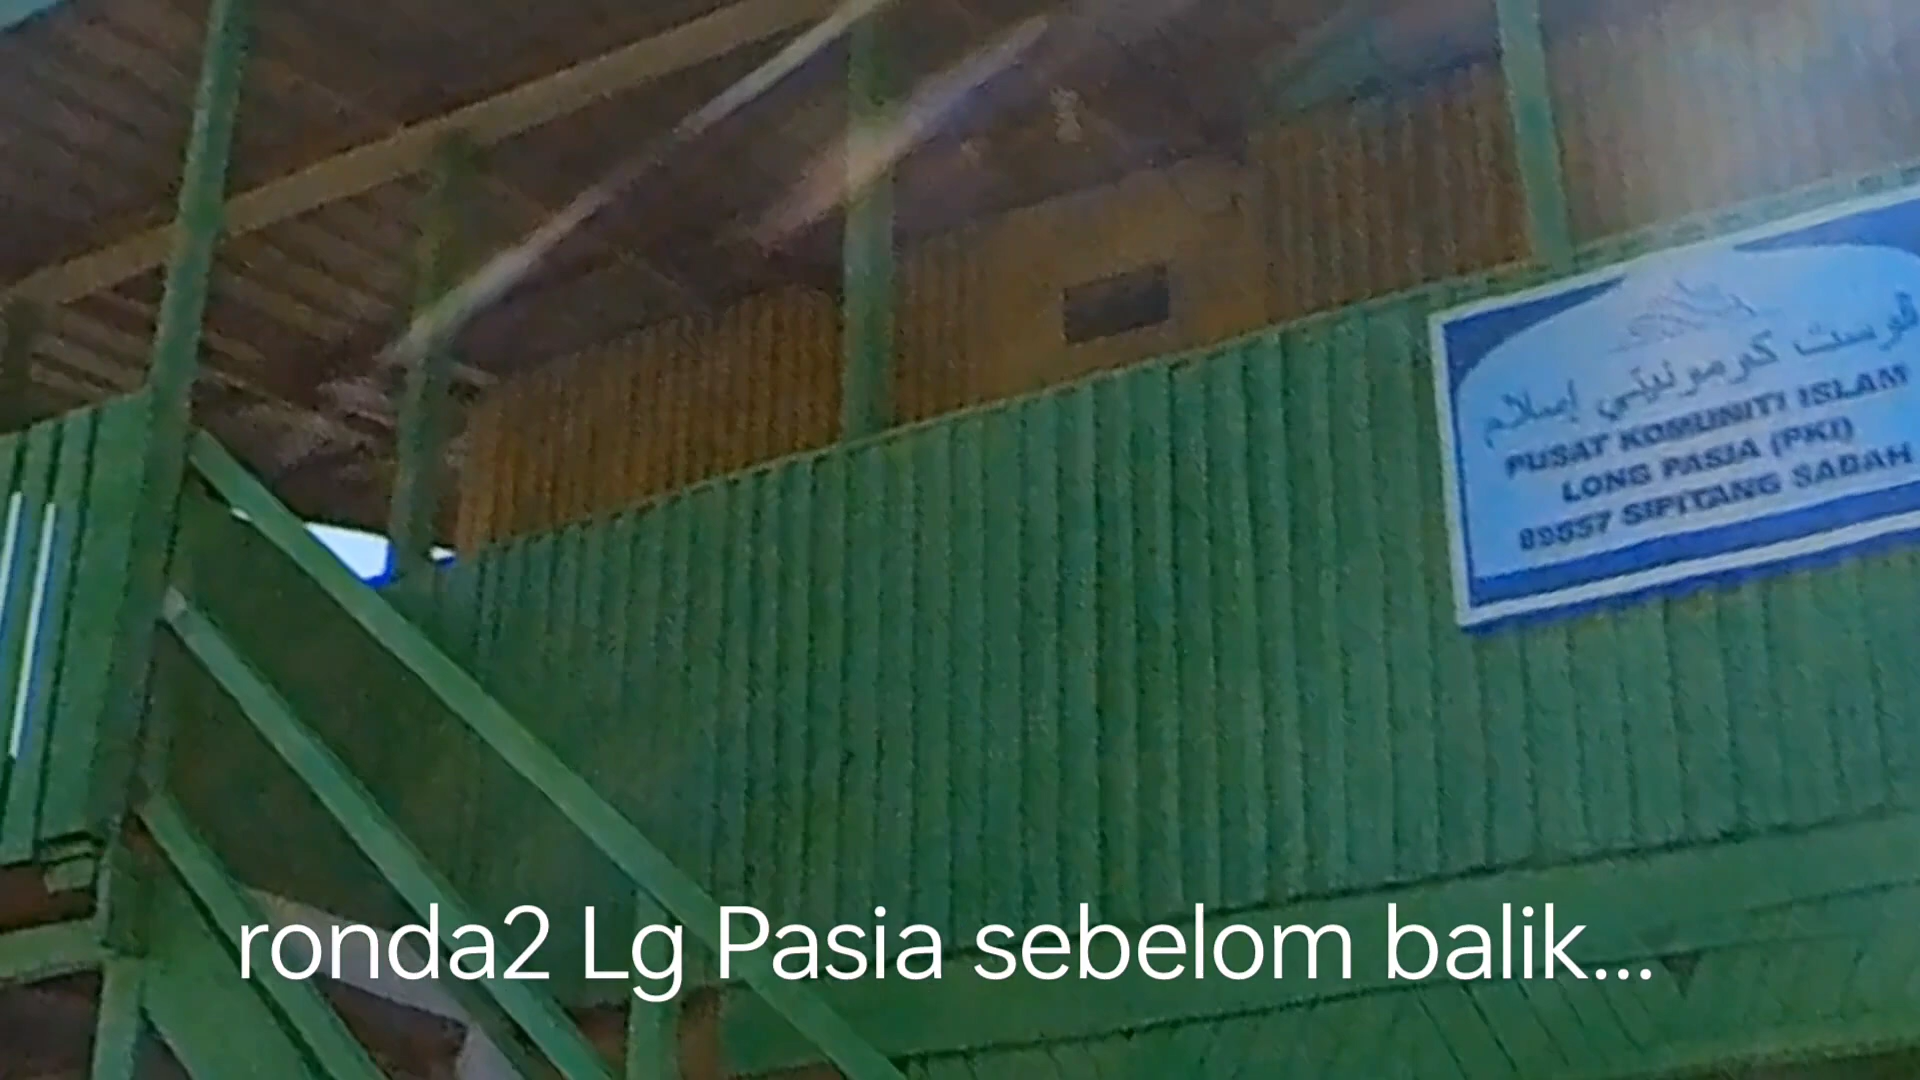 ڤوست كومونيتي إسلام
PUSAT KOMUNITI ISLAM
LONG PASIA (PKI)
89857 SIPITANG SABAH
ronda2 Lg Pasia sebelom balik...